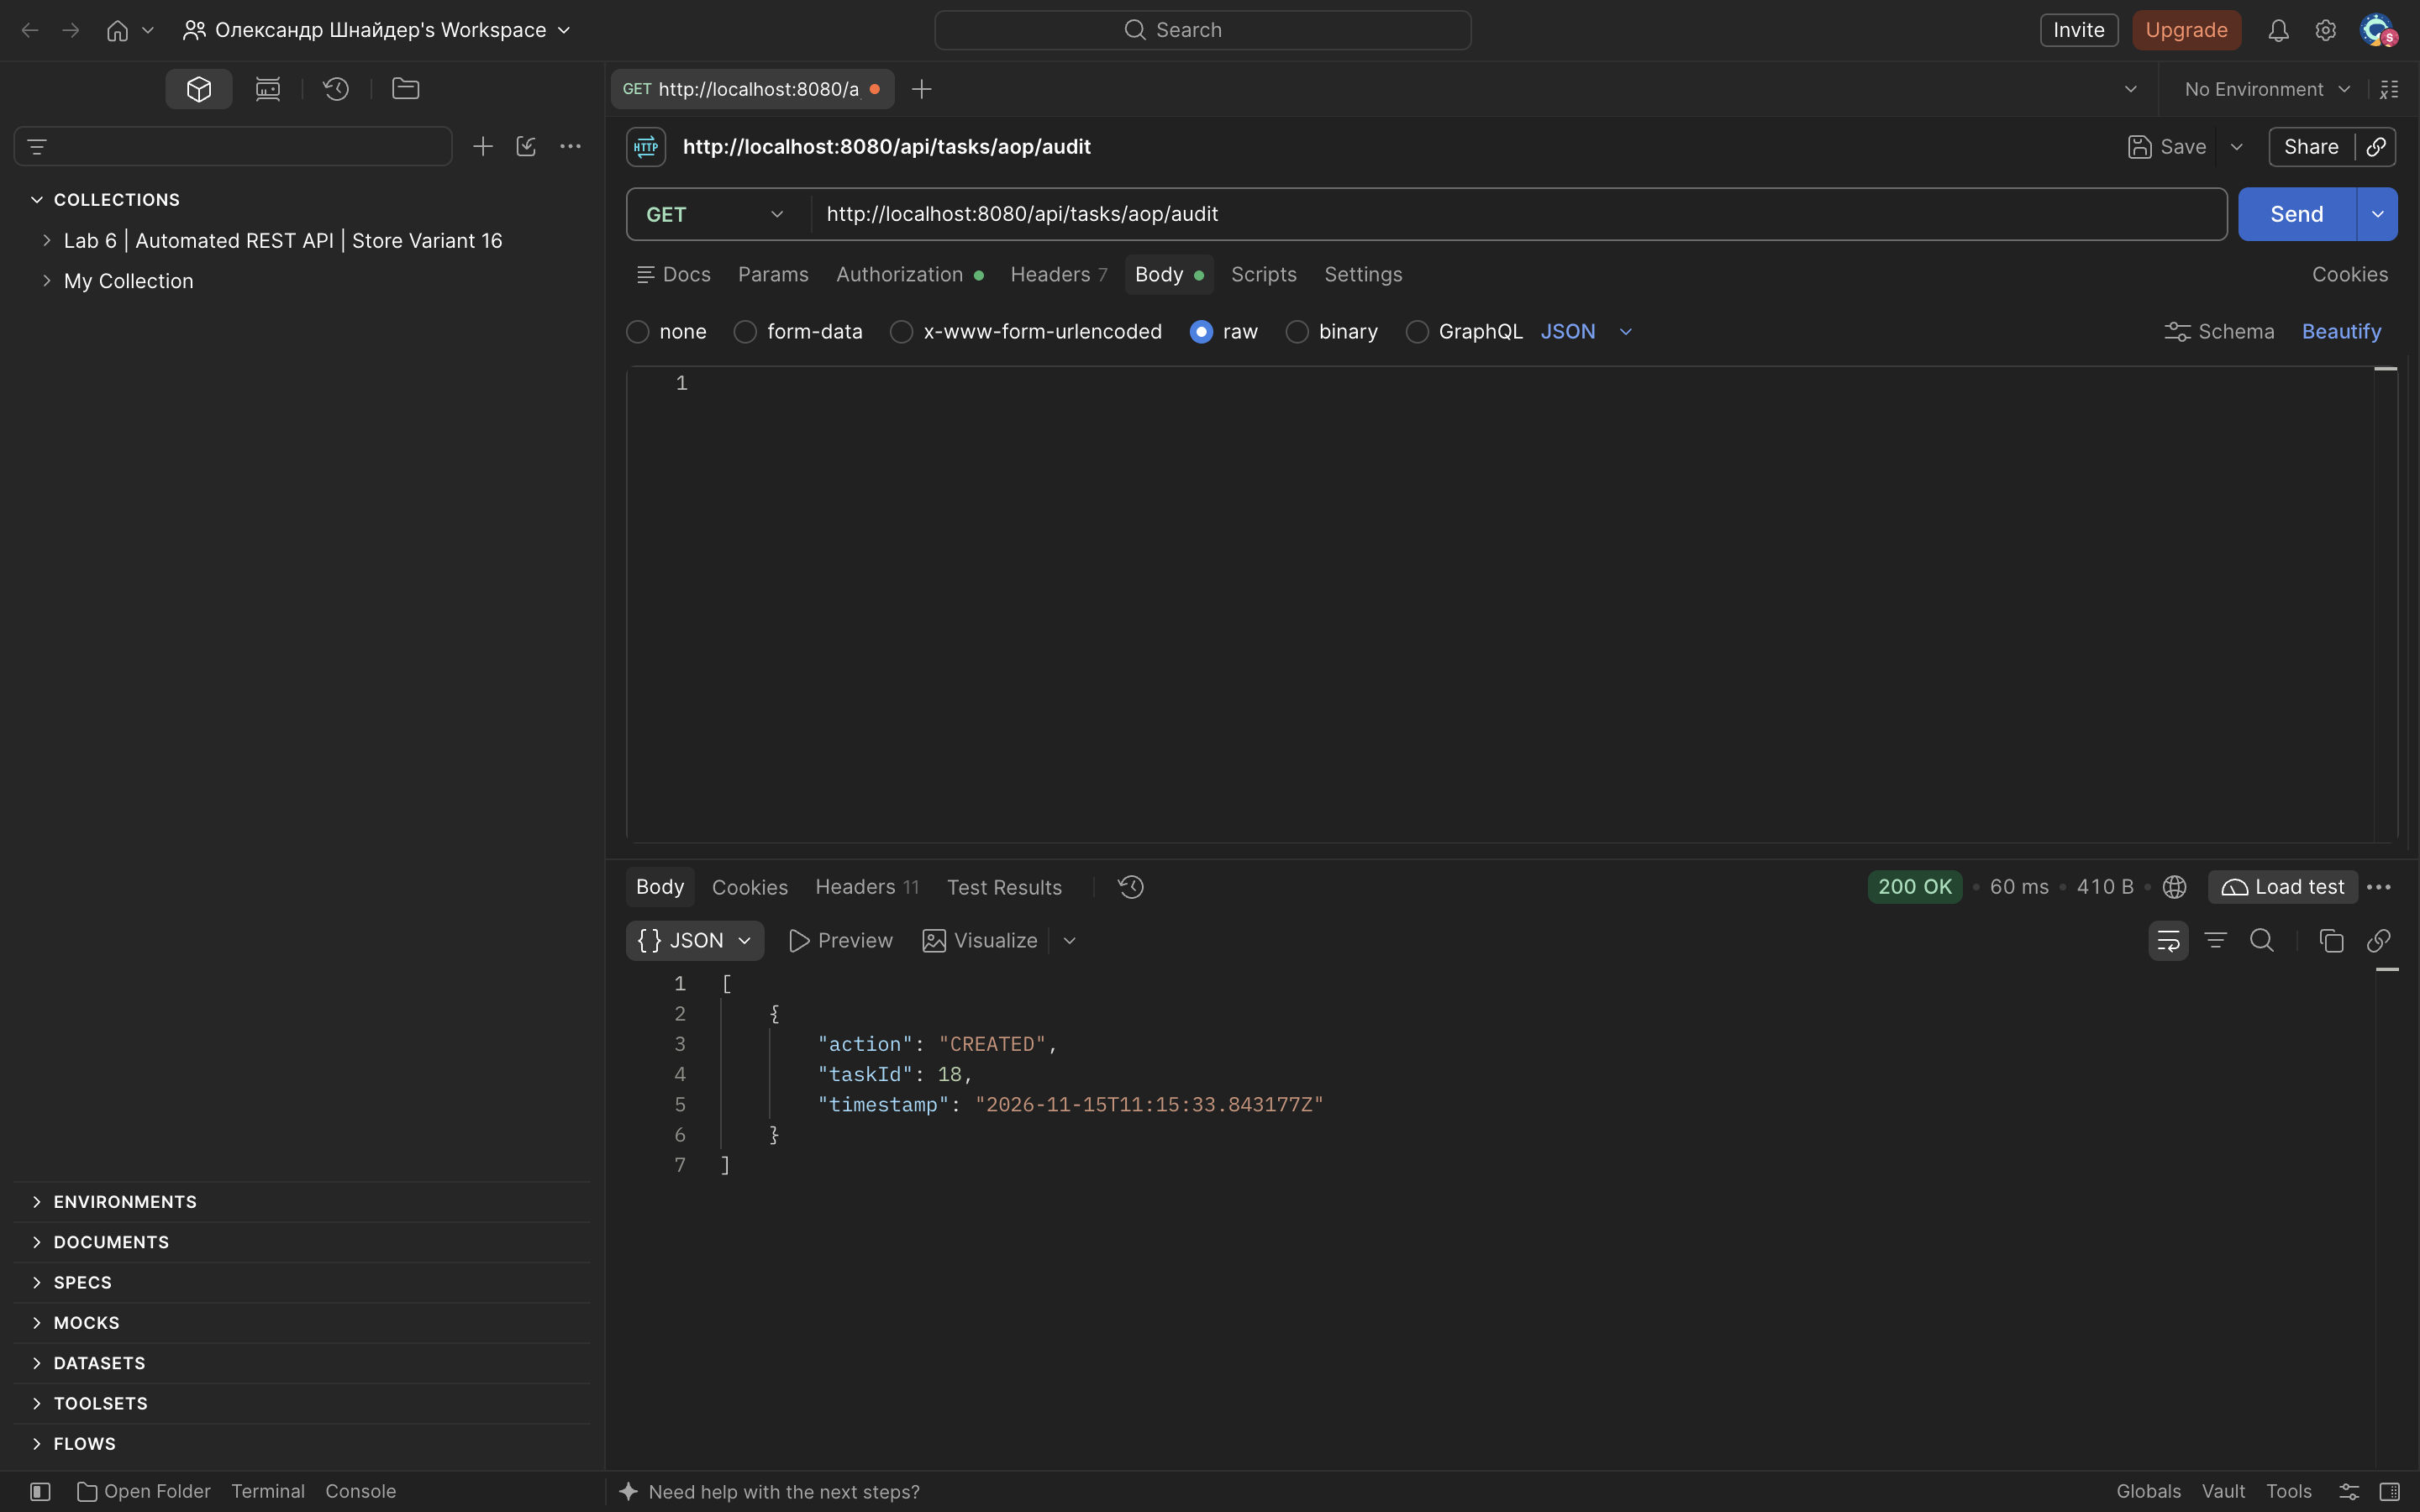 Олександр Шнайдер's Workspace
Search
Invite
Upgrade
GET http://localhost:8080/a
No Environment
COLLECTIONS
Lab 6 | Automated REST API | Store Variant 16
My Collection
HTTP
http://localhost:8080/api/tasks/aop/audit
Save
Share
GET
http://localhost:8080/api/tasks/aop/audit
Send
Docs
Params
Authorization
Headers 7
Body
Scripts
Settings
Cookies
none
form-data
x-www-form-urlencoded
raw
binary
GraphQL
JSON
Schema
Beautify
1
Body
Cookies
Headers 11
Test Results
200 OK
60 ms
410 B
Load test
{} JSON
Preview
Visualize
1 [
2 {
3 "action": "CREATED",
4 "taskId": 18,
5 "timestamp": "2026-11-15T11:15:33.843177Z"
6 }
7 ]
ENVIRONMENTS
DOCUMENTS
SPECS
MOCKS
DATASETS
TOOLSETS
FLOWS
Open Folder
Terminal
Console
Need help with the next steps?
Globals
Vault
Tools